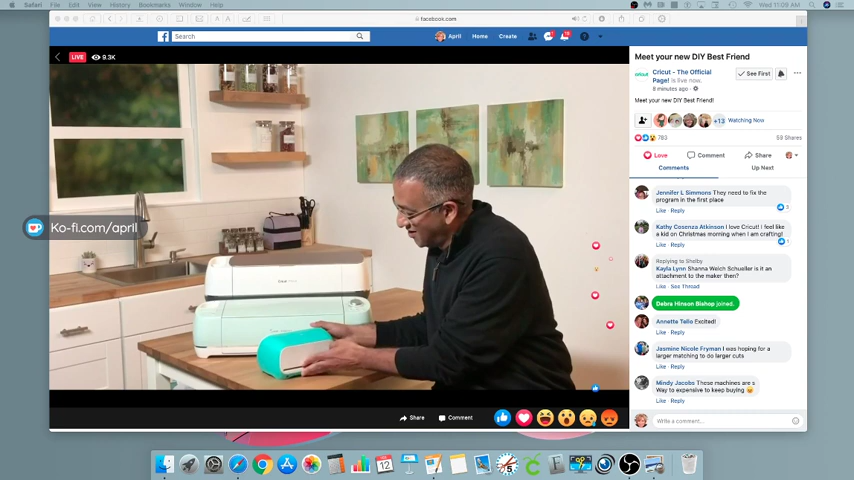 Safari File Edit View History Bookmarks Window Help
Wed 11:09 AM
facebook.com
Search
April Home Create
LIVE 9.3K
Meet your new DIY Best Friend
Cricut - The Official
Page! is live now.
8 minutes ago
See First
Meet your new DIY Best Friend!
+13 Watching Now
783
59 Shares
Love Comment Share
Comments Up Next
Jennifer L Simmons They need to fix the
program in the first place
3
Like · Reply
Kathy Cosenza Atkinson I love Cricut! I feel like
a kid on Christmas morning when I am crafting!
1
Like · Reply
Replying to Shelby
Kayla Lynn Shanna Welch Schueller is it an
attachment to the maker then?
Like · See Thread
Debra Hinson Bishop joined.
Annette Tello Excited!
Like · Reply
Jasmine Nicole Fryman I was hoping for a
larger matching to do larger cuts
Like · Reply
Mindy Jacobs These machines are s
Way to expensive to keep buying
Like · Reply
Write a comment...
Ko-fi.com/april
Share Comment
12